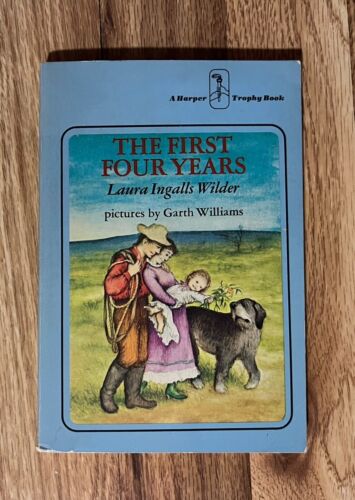 A Harper Trophy Book
THE FIRST
FOUR YEARS
Laura Ingalls Wilder
pictures by Garth Williams